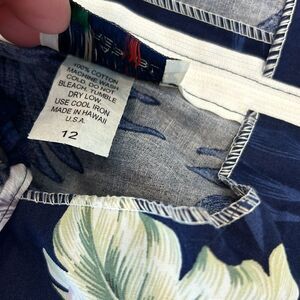 100% COTTON
MACHINE WASH
COLD. DO NOT
BLEACH, TUMBLE
DRY LOW.
USE COOL IRON
MADE IN HAWAII
U.S.A.
12